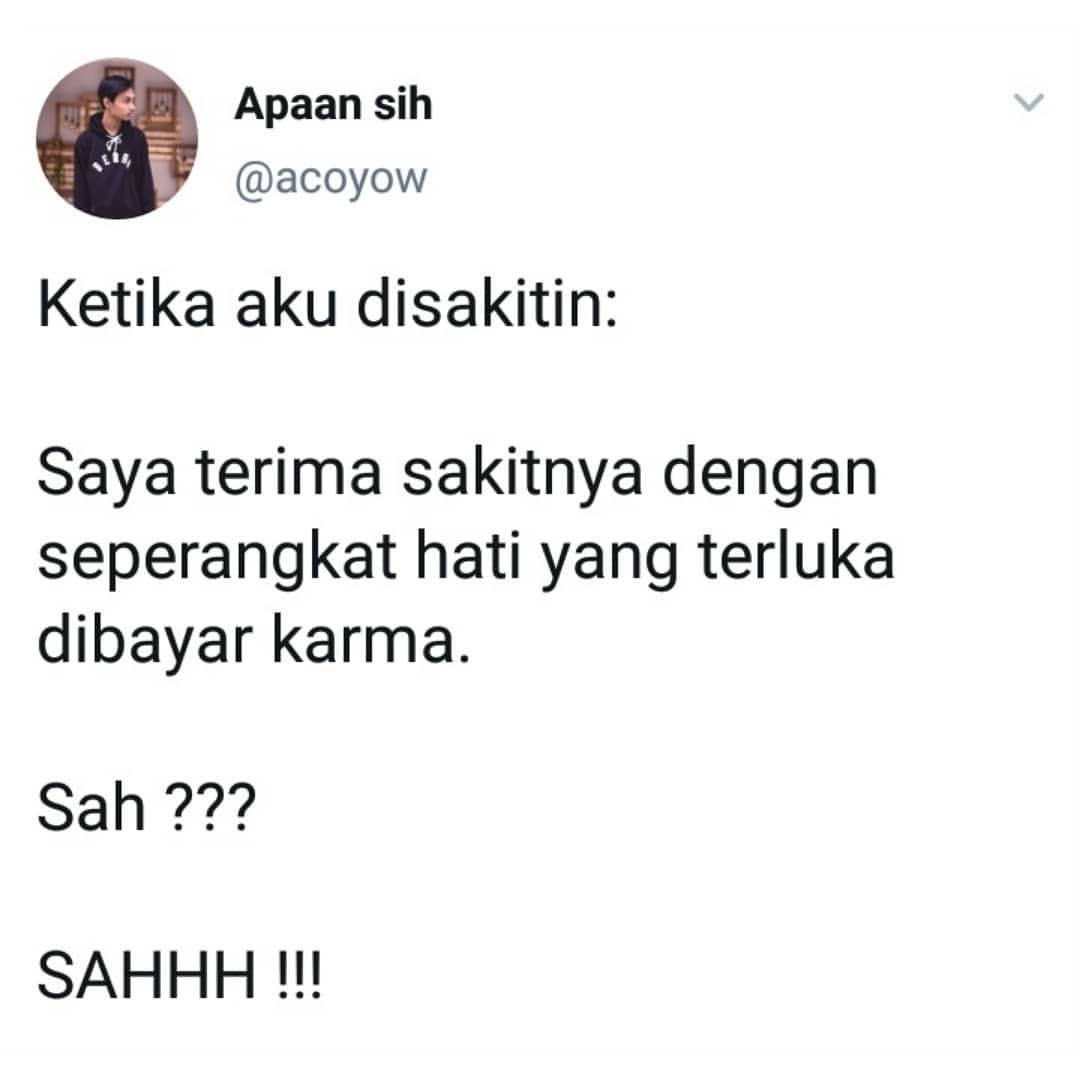 Apaan sih
@acoyow
Ketika aku disakitin:
Saya terima sakitnya dengan
seperangkat hati yang terluka
dibayar karma.
Sah ???
SAHHH !!!